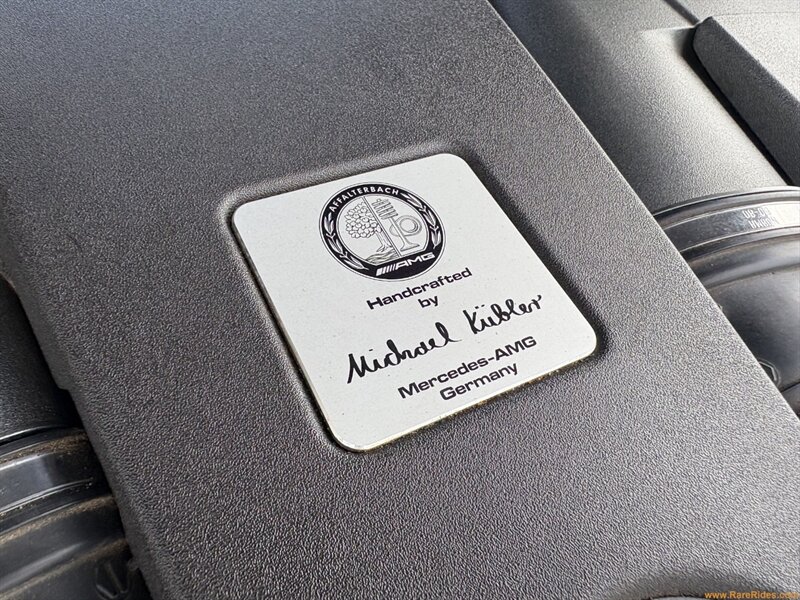 AFFALTERBACH
AMG
Handcrafted
by
Michael Kübler
Mercedes-AMG
Germany
www.RareRides.com